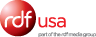 rdf usa
part of the rdf media group